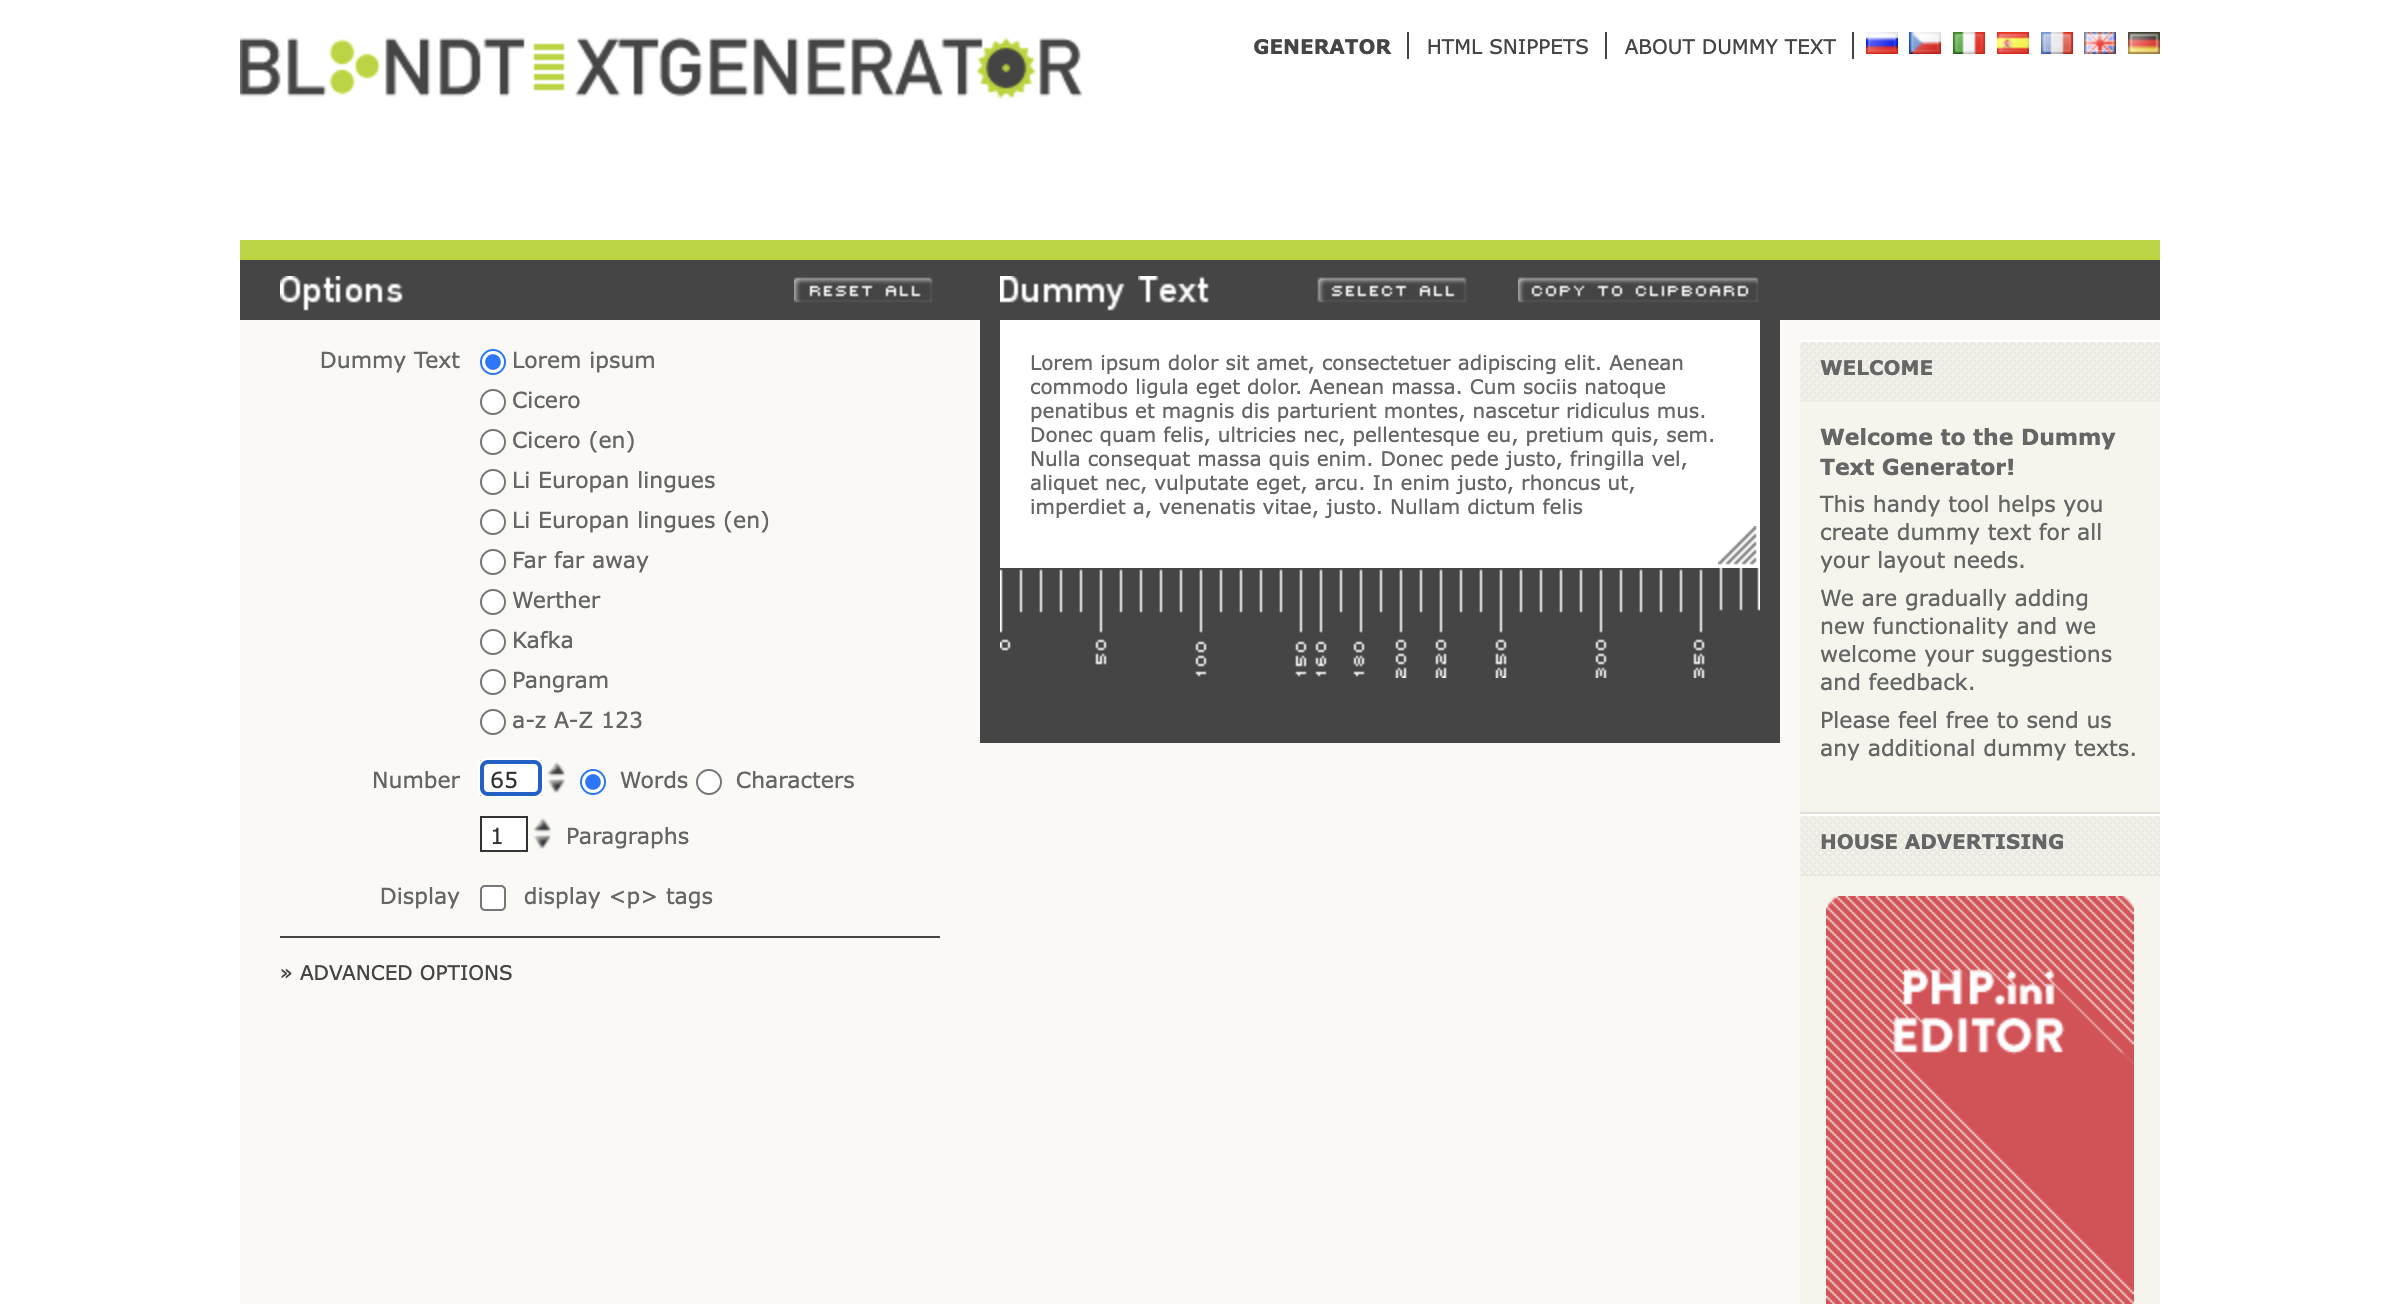 BLINDTEXTGENERATOR
GENERATOR
HTML SNIPPETS
ABOUT DUMMY TEXT
Options
RESET ALL
Dummy Text
Lorem ipsum
Cicero
Cicero (en)
Li Europan lingues
Li Europan lingues (en)
Far far away
Werther
Kafka
Pangram
a-z A-Z 123
Number
65
Words
Characters
1
Paragraphs
Display
display <p> tags
» ADVANCED OPTIONS
Dummy Text
SELECT ALL
COPY TO CLIPBOARD
Lorem ipsum dolor sit amet, consectetuer adipiscing elit. Aenean
commodo ligula eget dolor. Aenean massa. Cum sociis natoque
penatibus et magnis dis parturient montes, nascetur ridiculus mus.
Donec quam felis, ultricies nec, pellentesque eu, pretium quis, sem.
Nulla consequat massa quis enim. Donec pede justo, fringilla vel,
aliquet nec, vulputate eget, arcu. In enim justo, rhoncus ut,
imperdiet a, venenatis vitae, justo. Nullam dictum felis
0 50 100 150 160 180 200 220 250 300 350
WELCOME
Welcome to the Dummy
Text Generator!
This handy tool helps you
create dummy text for all
your layout needs.
We are gradually adding
new functionality and we
welcome your suggestions
and feedback.
Please feel free to send us
any additional dummy texts.
HOUSE ADVERTISING
PHP.ini
EDITOR